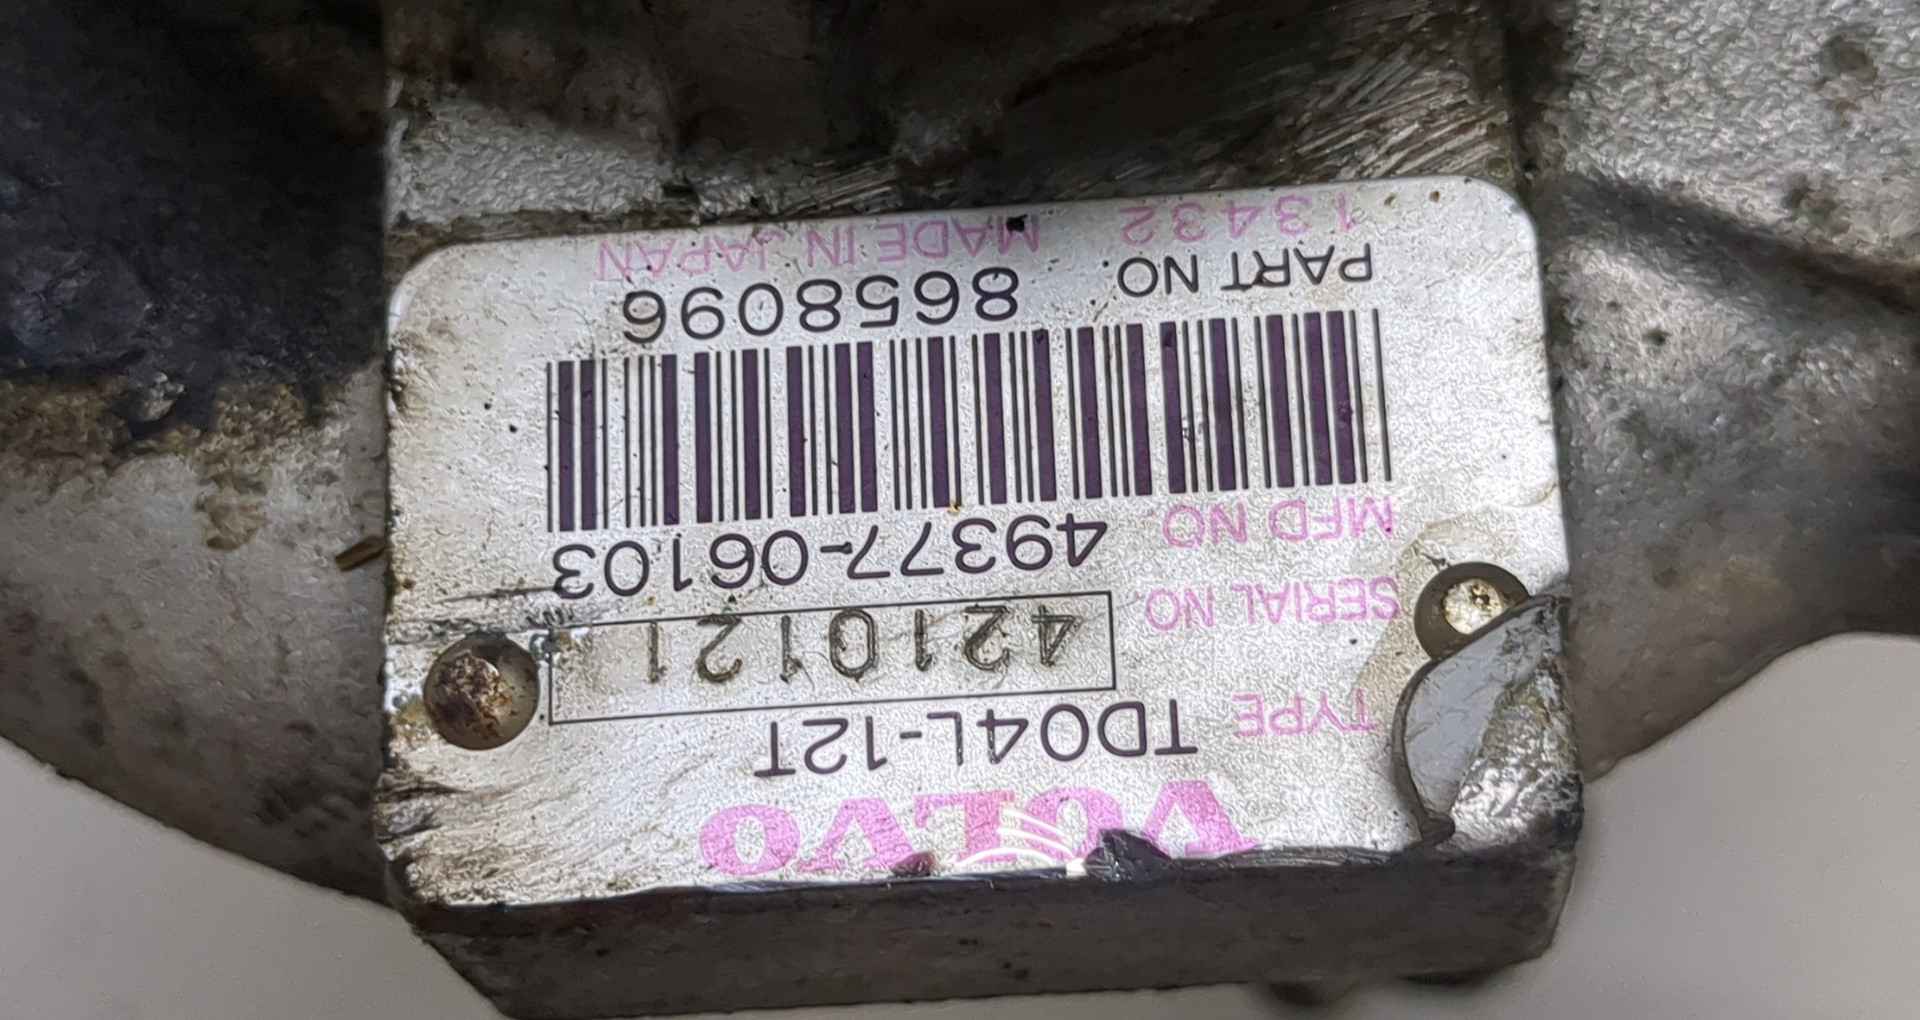 VOLVO
TYPE TD04L-12T
SERIAL NO. 4210121
MFD NO. 49377-06103
PART NO 8658096
13432 MADE IN JAPAN